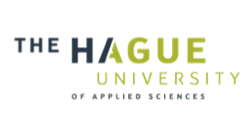 THE HAGUE
UNIVERSITY
OF APPLIED SCIENCES